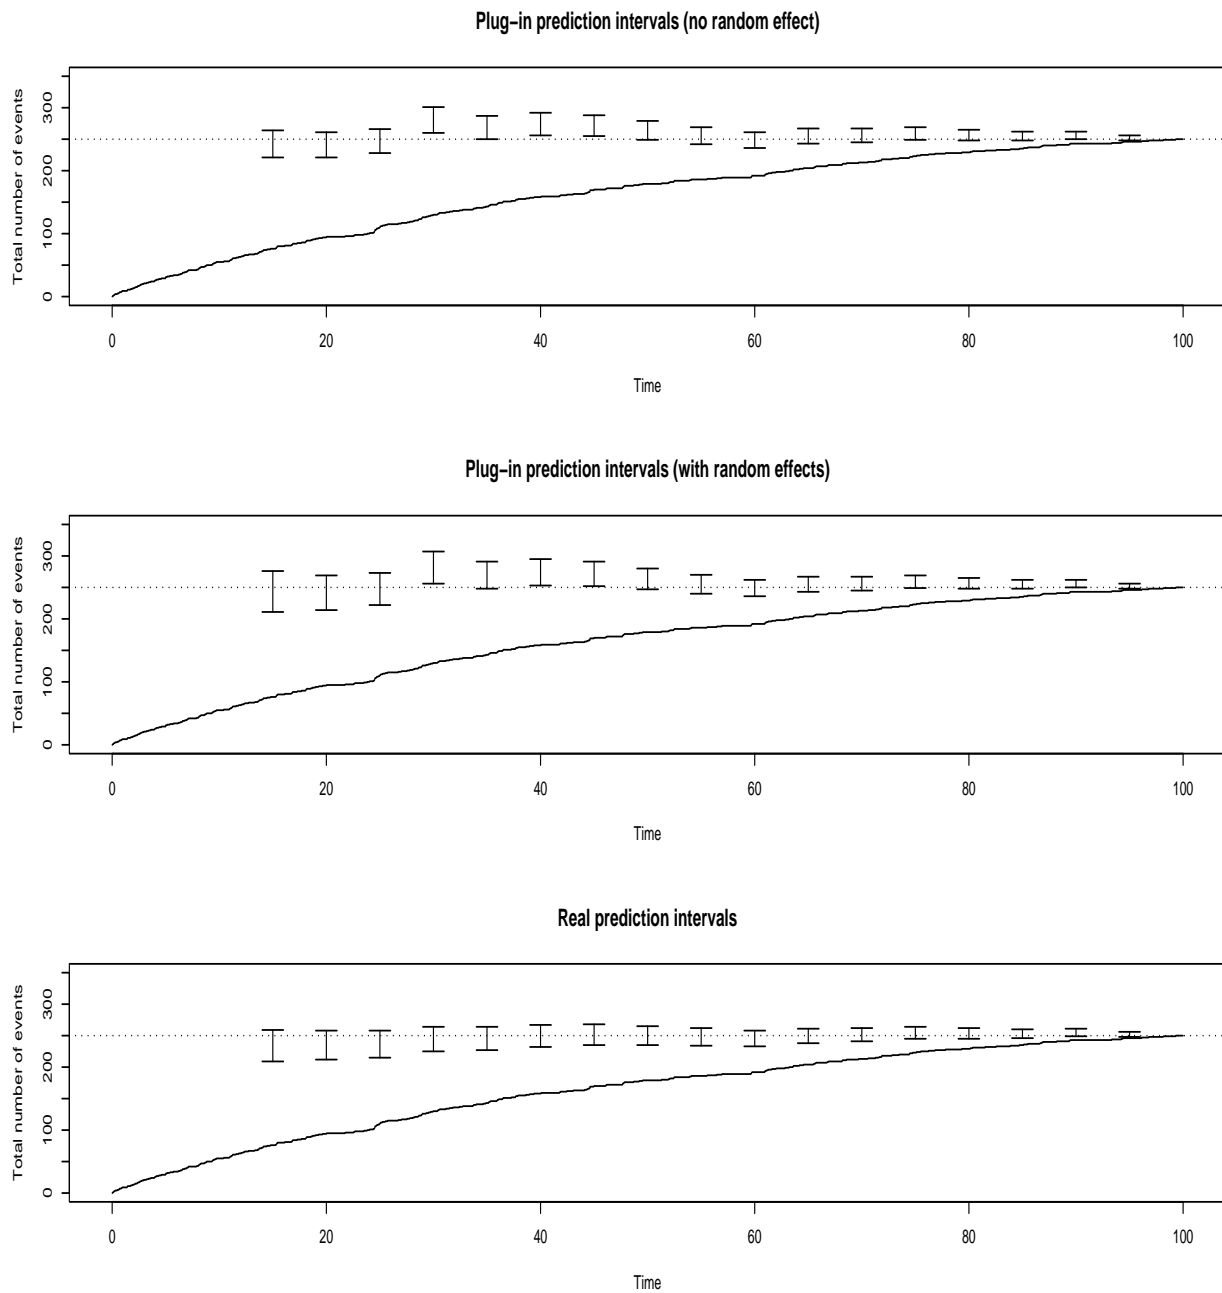 Plug-in prediction intervals (no random effect)
Total number of events
300
200
100
0
0 20 40 60 80 100
Time
Plug-in prediction intervals (with random effects)
Total number of events
300
200
100
0
0 20 40 60 80 100
Time
Real prediction intervals
Total number of events
300
200
100
0
0 20 40 60 80 100
Time